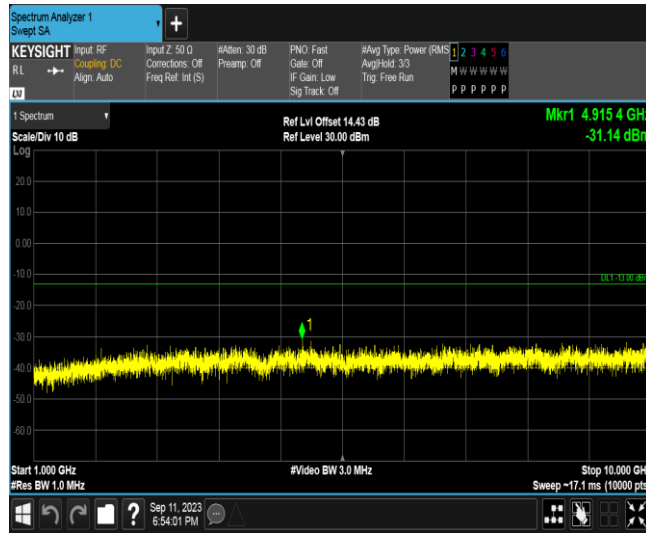 Spectrum Analyzer 1
Swept SA
+
KEYSIGHT
RL
LXI
Input: RF
Coupling: DC
Align: Auto
Input Z: 50 Ω
Corrections: Off
Freq Ref: Int (S)
#Atten: 30 dB
Preamp: Off
PNO: Fast
Gate: Off
IF Gain: Low
Sig Track: Off
#Avg Type: Power (RMS
Avg|Hold: 3/3
Trig: Free Run
1 2 3 4 5 6
M W W W W W
P P P P P P
1 Spectrum
Scale/Div 10 dB
Log
Ref Lvl Offset 14.43 dB
Ref Level 30.00 dBm
Mkr1 4.915 4 GHz
-31.14 dBm
20.0
10.0
0.00
-10.0
-20.0
-30.0
-40.0
-50.0
-60.0
DL1 -13.00 dBm
1
Start 1.000 GHz
#Res BW 1.0 MHz
#Video BW 3.0 MHz
Stop 10.000 GHz
Sweep ~17.1 ms (10000 pts
?
Sep 11, 2023
6:54:01 PM